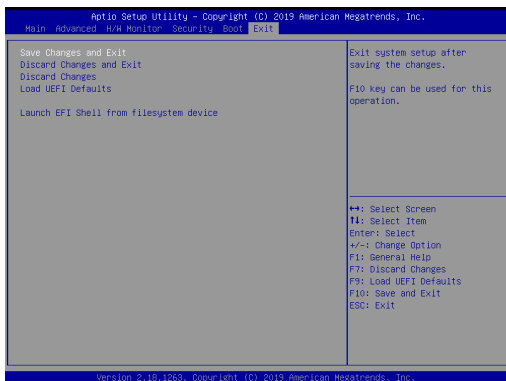 Aptio Setup Utility – Copyright (C) 2019 American Megatrends, Inc.
Main Advanced H/W Monitor Security Boot Exit
Save Changes and Exit
Discard Changes and Exit
Discard Changes
Load UEFI Defaults
Launch EFI Shell from filesystem device
Exit system setup after
saving the changes.
F10 key can be used for this
operation.
↔: Select Screen
↑↓: Select Item
Enter: Select
+/-: Change Option
F1: General Help
F7: Discard Changes
F9: Load UEFI Defaults
F10: Save and Exit
ESC: Exit
Version 2.18.1263. Copyright (C) 2019 American Megatrends, Inc.